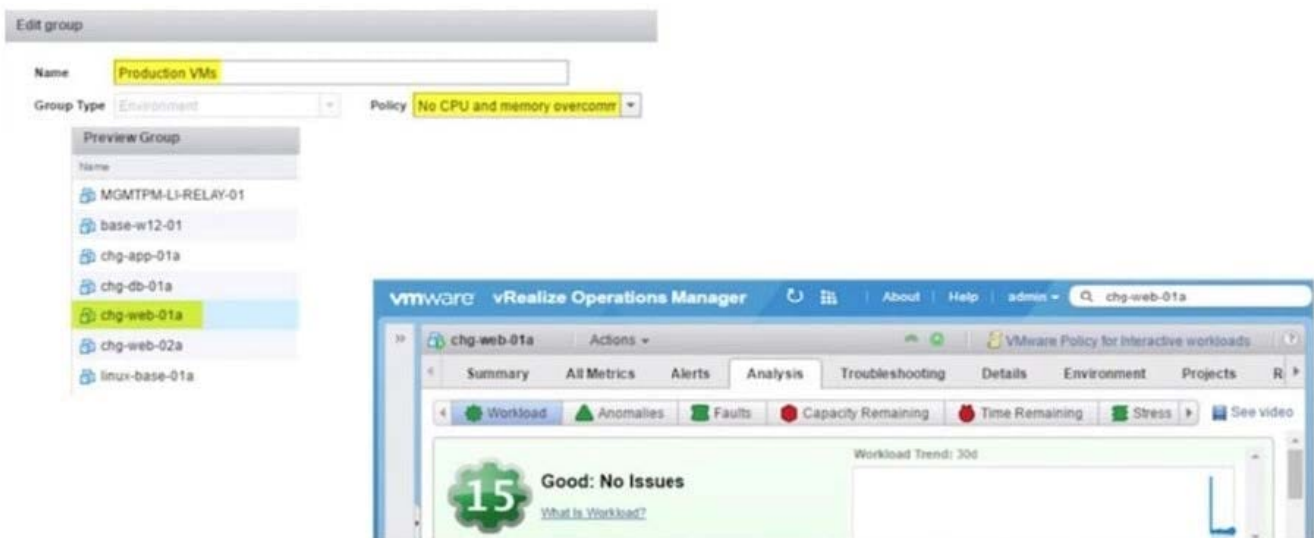 Edit group
Name Production VMs
Group Type Environment Policy No CPU and memory overcomm
Preview Group
Name
MGMTPM-LI-RELAY-01
base-w12-01
chg-app-01a
chg-db-01a
chg-web-01a
chg-web-02a
linux-base-01a
vmware vRealize Operations Manager About Help admin chg-web-01a
chg-web-01a Actions VMware Policy for Interactive workloads ?
Summary All Metrics Alerts Analysis Troubleshooting Details Environment Projects R
Workload Anomalies Faults Capacity Remaining Time Remaining Stress See video
15 Good: No Issues
What Is Workload?
Workload Trend: 30d